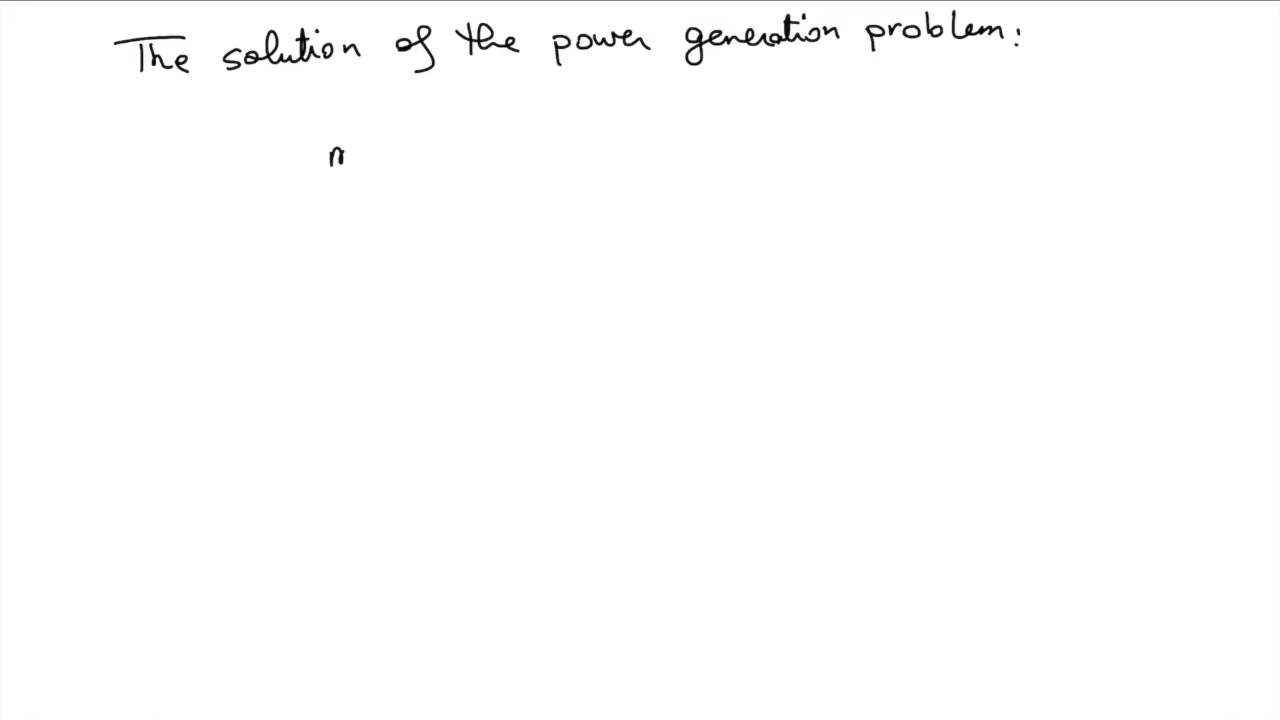 The solution of the power generation problem:
n